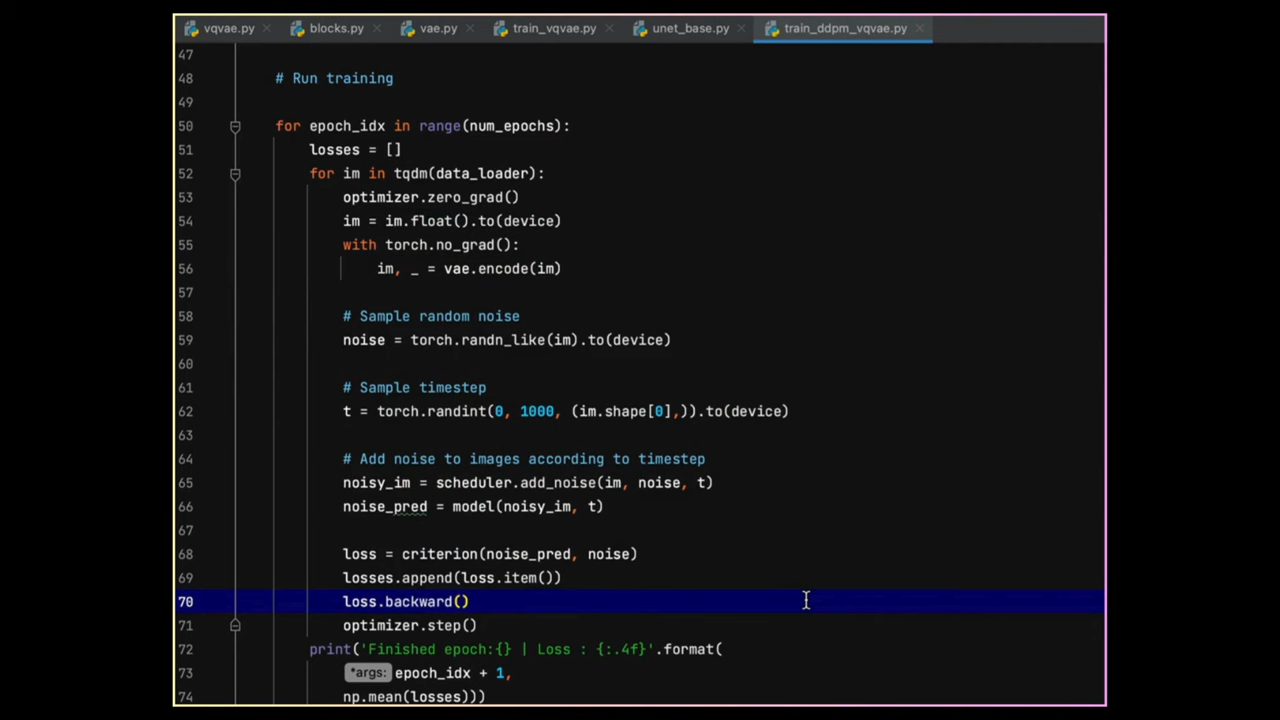 vqvae.py blocks.py vae.py train_vqvae.py unet_base.py train_ddpm_vqvae.py
47
48 # Run training
49
50 for epoch_idx in range(num_epochs):
51 losses = []
52 for im in tqdm(data_loader):
53 optimizer.zero_grad()
54 im = im.float().to(device)
55 with torch.no_grad():
56 im, _ = vae.encode(im)
57
58 # Sample random noise
59 noise = torch.randn_like(im).to(device)
60
61 # Sample timestep
62 t = torch.randint(0, 1000, (im.shape[0],)).to(device)
63
64 # Add noise to images according to timestep
65 noisy_im = scheduler.add_noise(im, noise, t)
66 noise_pred = model(noisy_im, t)
67
68 loss = criterion(noise_pred, noise)
69 losses.append(loss.item())
70 loss.backward()
71 optimizer.step()
72 print('Finished epoch:{} | Loss : {:.4f}'.format(
73 *args: epoch_idx + 1,
74 np.mean(losses)))